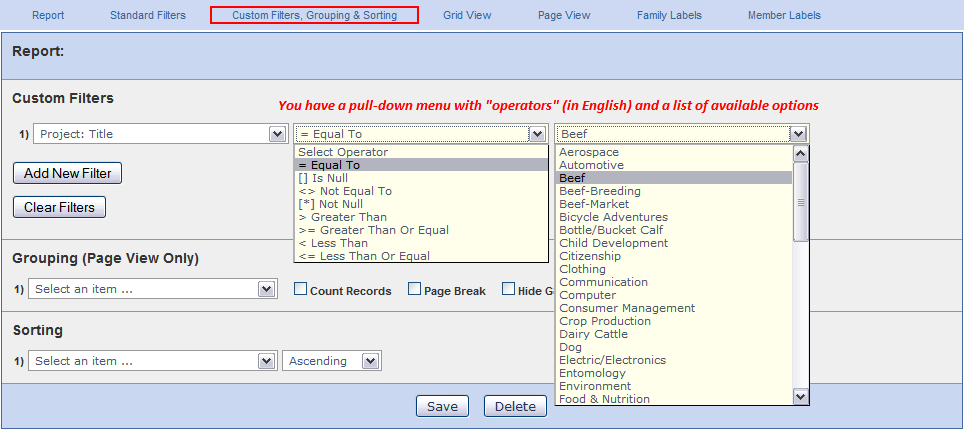 Report Standard Filters Custom Filters, Grouping & Sorting Grid View Page View Family Labels Member Labels
Report:
Custom Filters
You have a pull-down menu with "operators" (in English) and a list of available options
1) Project: Title = Equal To Beef
Select Operator
= Equal To
[] Is Null
<> Not Equal To
[*] Not Null
> Greater Than
>= Greater Than Or Equal
< Less Than
<= Less Than Or Equal
Aerospace
Automotive
Beef
Beef-Breeding
Beef-Market
Bicycle Adventures
Bottle/Bucket Calf
Child Development
Citizenship
Clothing
Communication
Computer
Consumer Management
Crop Production
Dairy Cattle
Dog
Electric/Electronics
Entomology
Environment
Food & Nutrition
Add New Filter
Clear Filters
Grouping (Page View Only)
1) Select an item ... Count Records Page Break Hide
Sorting
1) Select an item ... Ascending
Save Delete